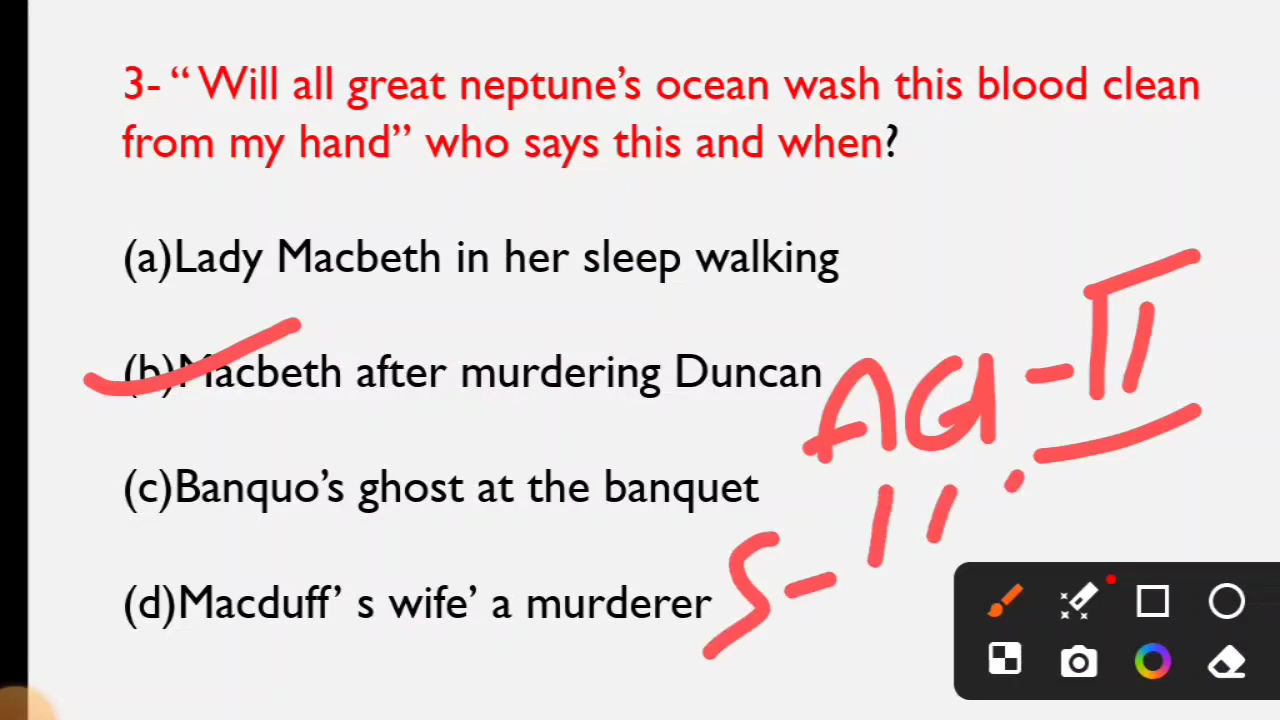 3- “ Will all great neptune’s ocean wash this blood clean
from my hand” who says this and when?
(a)Lady Macbeth in her sleep walking
(b)Macbeth after murdering Duncan
(c)Banquo’s ghost at the banquet
(d)Macduff’ s wife’ a murderer
Act - II
S - II